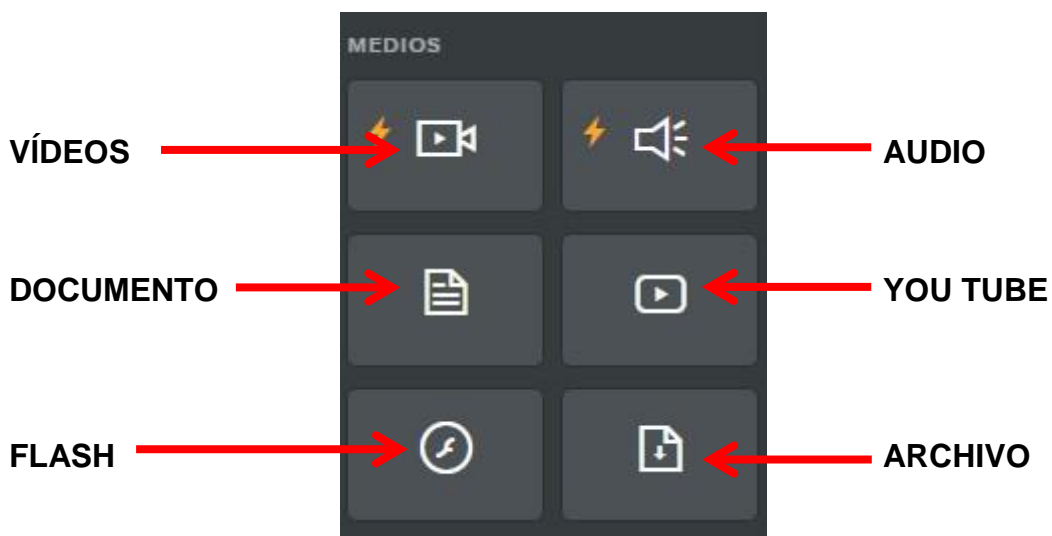 MEDIOS
VÍDEOS
AUDIO
DOCUMENTO
YOU TUBE
FLASH
ARCHIVO